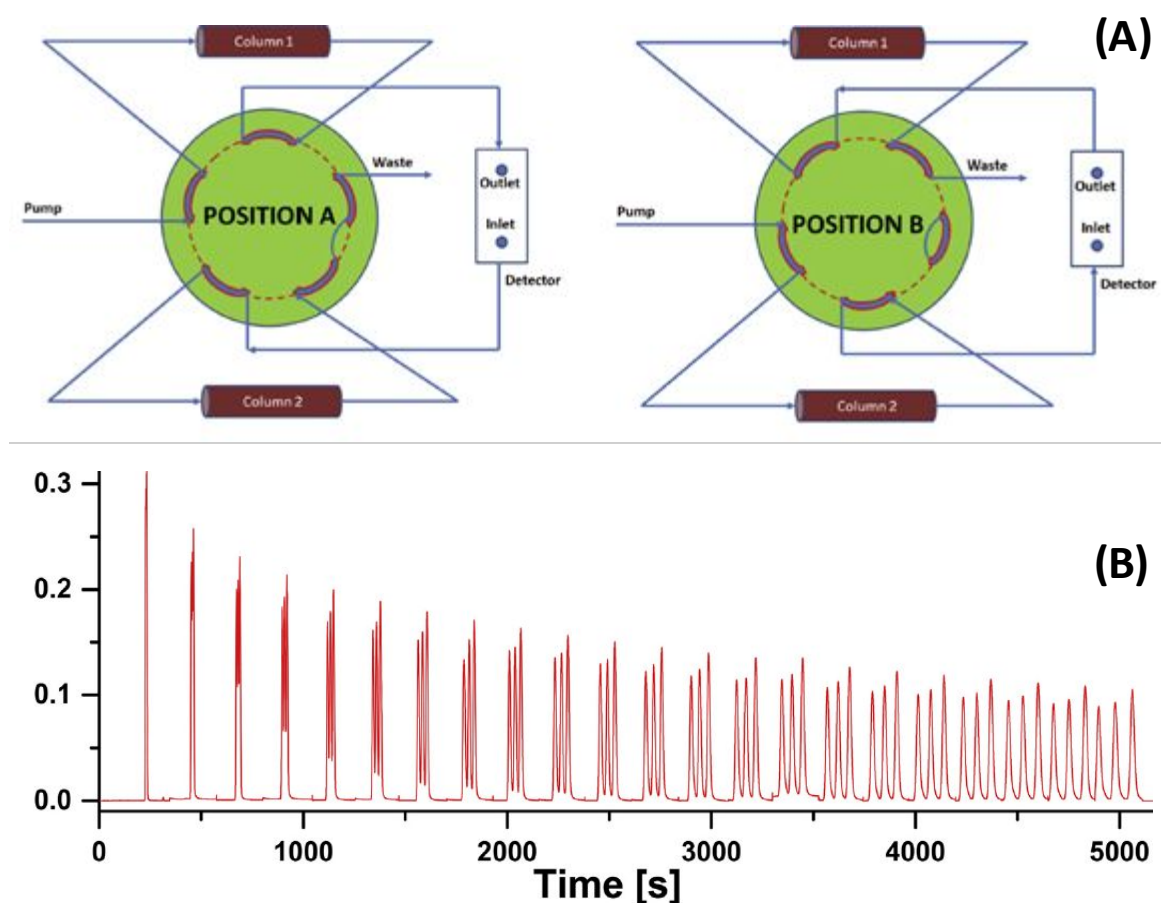 (A)
Column 1
Waste
Outlet
Pump
POSITION A
Inlet
Detector
Column 2
Column 1
Waste
Outlet
Pump
POSITION B
Inlet
Detector
Column 2
(B)
0.3
0.2
0.1
0.0
0 1000 2000 3000 4000 5000
Time [s]